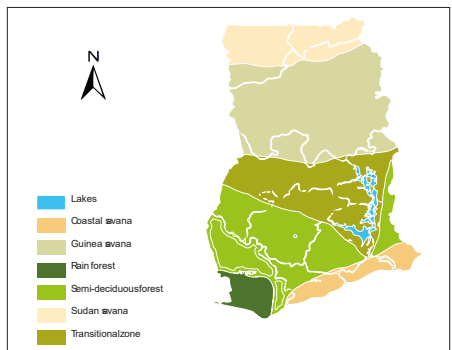 N
Lakes
Coastal savana
Guinea savana
Rain forest
Semi-deciduousforest
Sudan savana
Transitionalzone